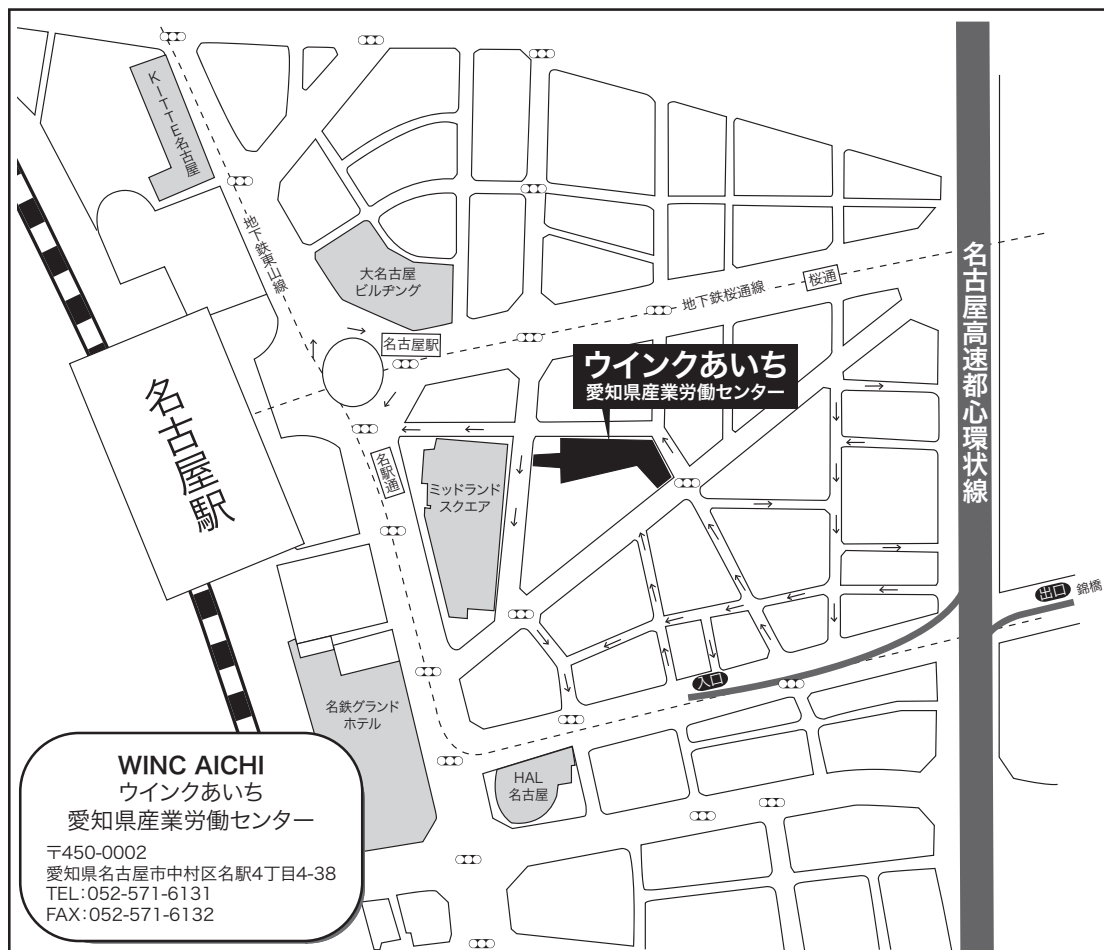 KITTE名古屋
地下鉄東山線
大名古屋
ビルヂング
名古屋駅
地下鉄桜通線
桜通
名古屋高速都心環状線
ウインクあいち
愛知県産業労働センター
名古屋駅
名駅通
ミッドランド
スクエア
出口
錦橋
入口
名鉄グランド
ホテル
HAL
名古屋
WINC AICHI
ウインクあいち
愛知県産業労働センター
〒450-0002
愛知県名古屋市中村区名駅4丁目4-38
TEL:052-571-6131
FAX:052-571-6132